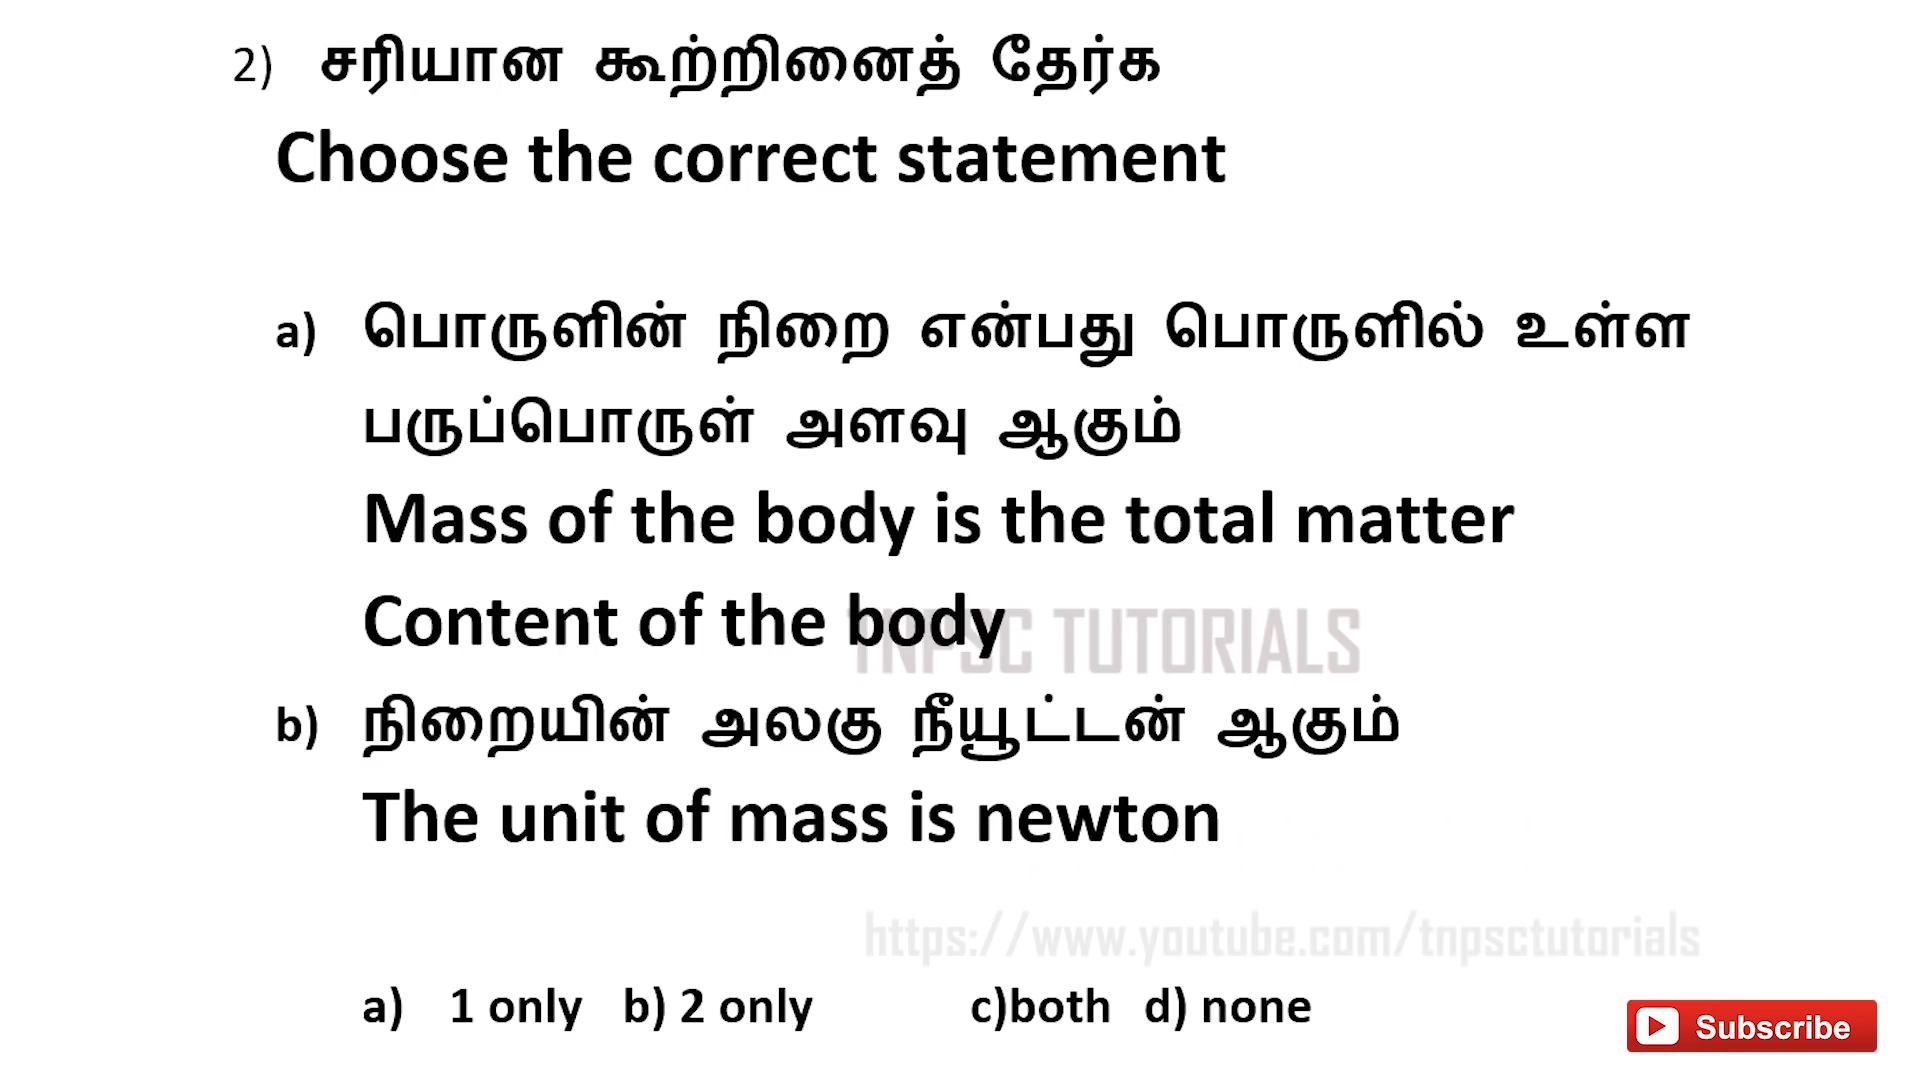 2) சரியான கூற்றினைத் தேர்க
Choose the correct statement
a) பொருளின் நிறை என்பது பொருளில் உள்ள
பருப்பொருள் அளவு ஆகும்
Mass of the body is the total matter
Content of the body
TNPSC TUTORIALS
b) நிறையின் அலகு நீயூட்டன் ஆகும்
The unit of mass is newton
https://www.youtube.com/tnpsctutorials
a) 1 only b) 2 only c)both d) none
Subscribe